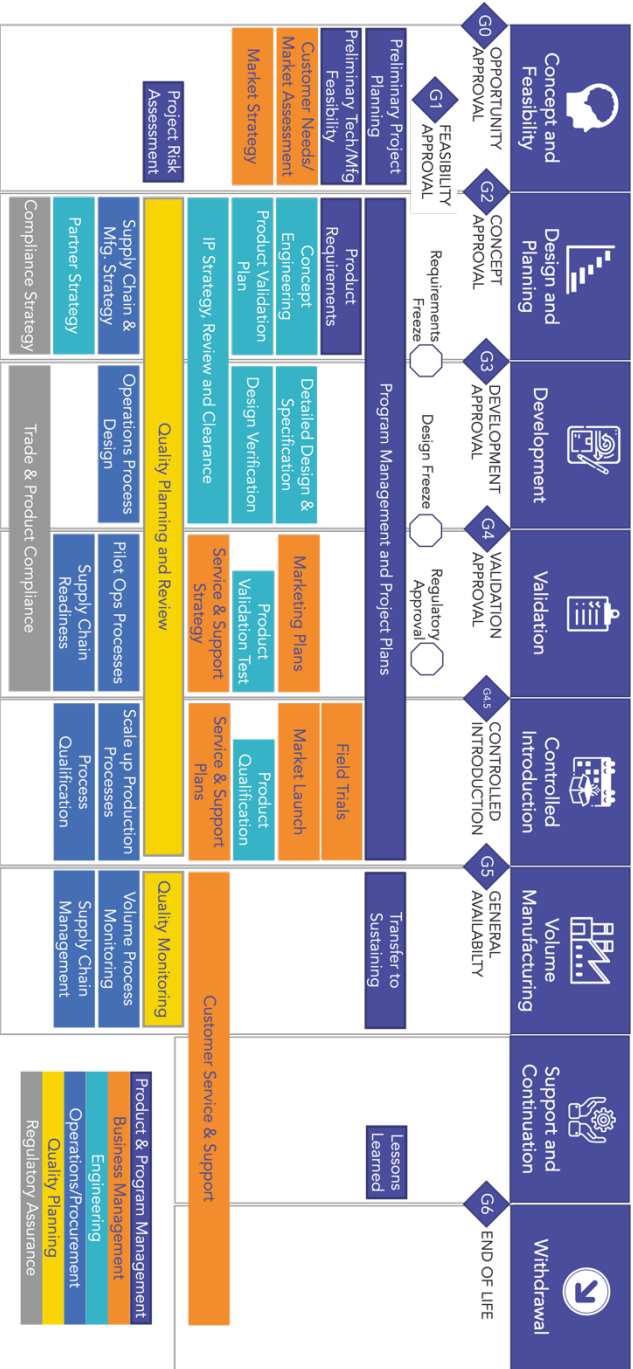 Concept and
Feasibility
Design and
Planning
Development
Validation
Controlled
Introduction
Volume
Manufacturing
Support and
Continuation
Withdrawal
G0
OPPORTUNITY
APPROVAL
G1
FEASIBILITY
APPROVAL
G2
CONCEPT
APPROVAL
G3
DEVELOPMENT
APPROVAL
G4
VALIDATION
APPROVAL
G4.5
CONTROLLED
INTRODUCTION
G5
GENERAL
AVAILABILTY
G6
END OF LIFE
Requirements
Freeze
Design Freeze
Regulatory
Approval
Preliminary Project
Planning
Program Management and Project Plans
Transfer to
Sustaining
Lessons
Learned
Preliminary Tech/Mfg
Feasibility
Product
Requirements
Field Trials
Customer Needs/
Market Assessment
Concept
Engineering
Detailed Design &
Specification
Marketing Plans
Market Launch
Market Strategy
Product Validation
Plan
Design Verification
Product
Validation Test
Product
Qualification
IP Strategy, Review and Clearance
Service & Support
Strategy
Service & Support
Plans
Customer Service & Support
Project Risk
Assessment
Quality Planning and Review
Quality Monitoring
Supply Chain &
Mfg. Strategy
Operations Process
Design
Pilot Ops Processes
Scale up Production
Processes
Volume Process
Monitoring
Partner Strategy
Supply Chain
Readiness
Process
Qualification
Supply Chain
Management
Compliance Strategy
Trade & Product Compliance
Product & Program Management
Business Management
Engineering
Operations/Procurement
Quality Planning
Regulatory Assurance